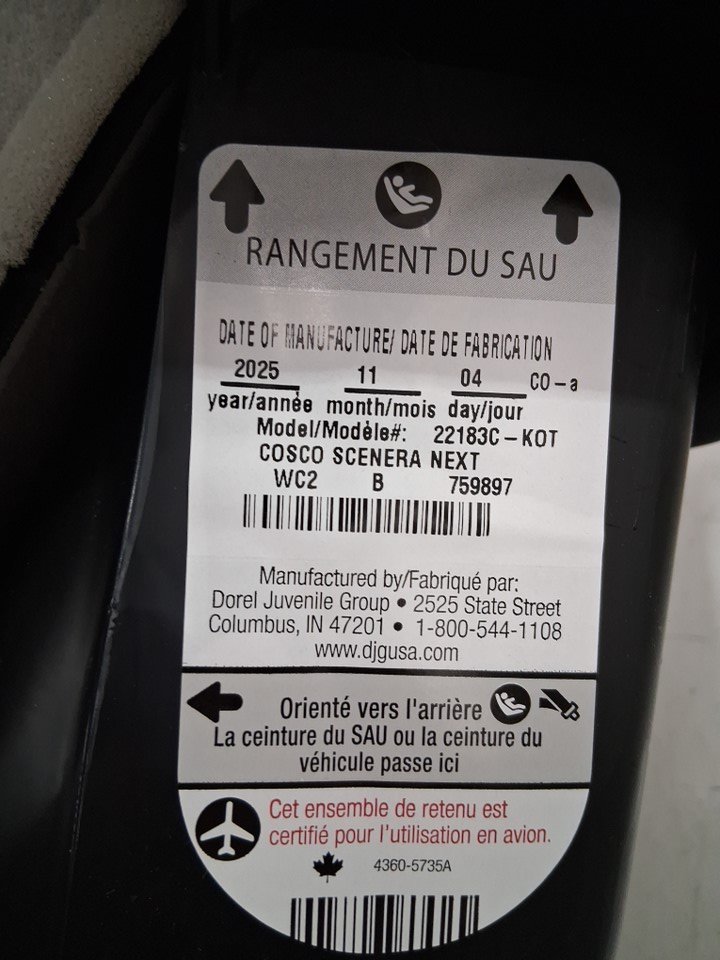 RANGEMENT DU SAU
DATE OF MANUFACTURE/ DATE DE FABRICATION
2025 11 04 CO-a
year/année month/mois day/jour
Model/Modèle#: 22183C-KOT
COSCO SCENERA NEXT
WC2 B 759897
Manufactured by/Fabriqué par:
Dorel Juvenile Group • 2525 State Street
Columbus, IN 47201 • 1-800-544-1108
www.djgusa.com
Orienté vers l'arrière
La ceinture du SAU ou la ceinture du
véhicule passe ici
Cet ensemble de retenu est
certifié pour l'utilisation en avion.
4360-5735A